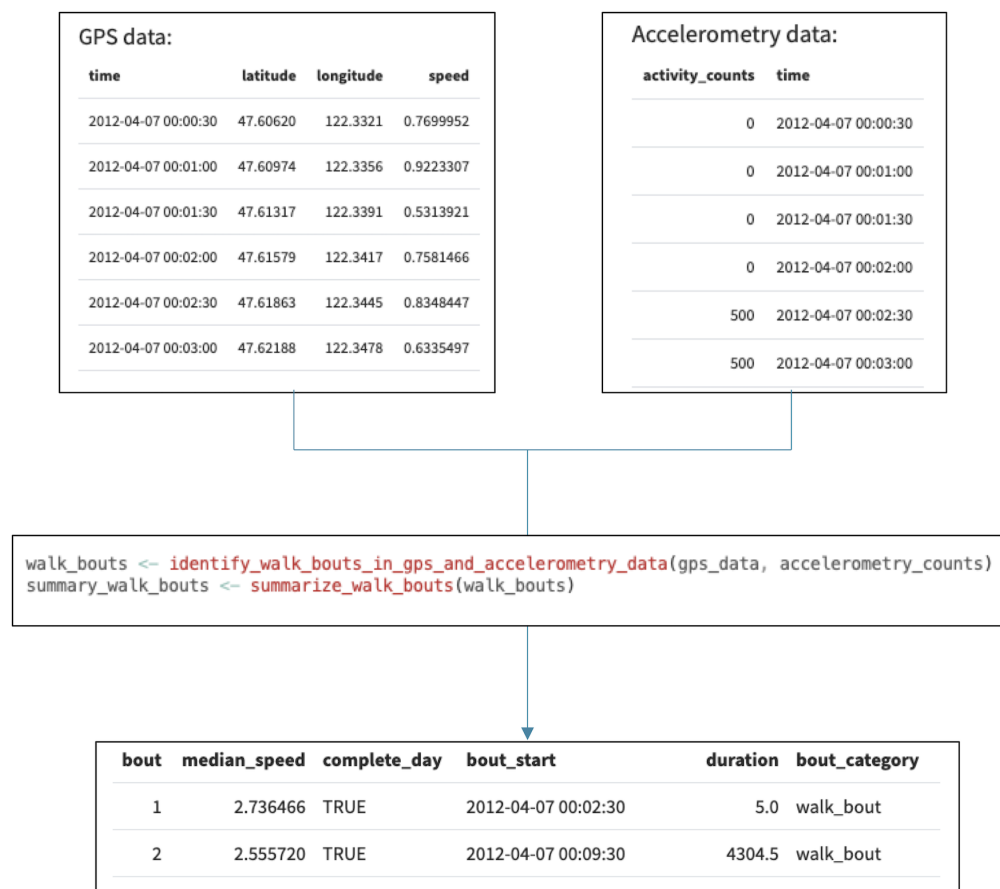 GPS data:
time latitude longitude speed
2012-04-07 00:00:30 47.60620 122.3321 0.7699952
2012-04-07 00:01:00 47.60974 122.3356 0.9223307
2012-04-07 00:01:30 47.61317 122.3391 0.5313921
2012-04-07 00:02:00 47.61579 122.3417 0.7581466
2012-04-07 00:02:30 47.61863 122.3445 0.8348447
2012-04-07 00:03:00 47.62188 122.3478 0.6335497
Accelerometry data:
activity_counts time
0 2012-04-07 00:00:30
0 2012-04-07 00:01:00
0 2012-04-07 00:01:30
0 2012-04-07 00:02:00
500 2012-04-07 00:02:30
500 2012-04-07 00:03:00
walk_bouts <- identify_walk_bouts_in_gps_and_accelerometry_data(gps_data, accelerometry_counts)
summary_walk_bouts <- summarize_walk_bouts(walk_bouts)
bout median_speed complete_day bout_start duration bout_category
1 2.736466 TRUE 2012-04-07 00:02:30 5.0 walk_bout
2 2.555720 TRUE 2012-04-07 00:09:30 4304.5 walk_bout